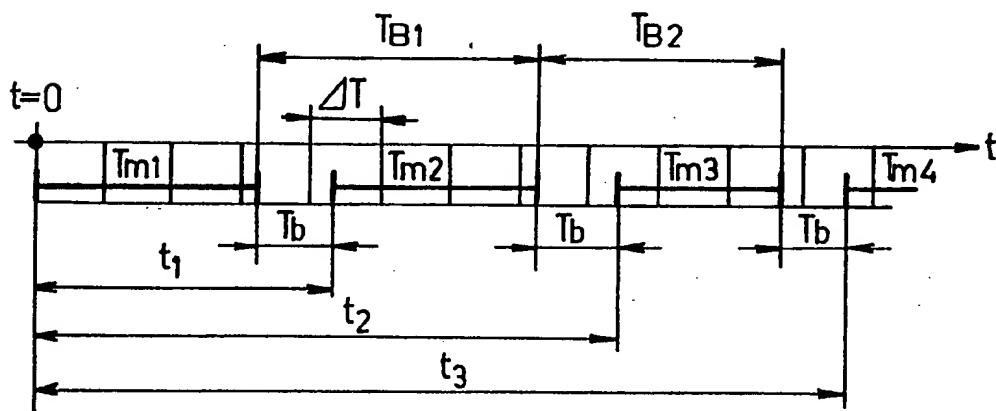 TB1 TB2
t=0 ΔT
Tm1 Tm2 Tm3 Tm4 t
Tb Tb Tb
t1
t2
t3